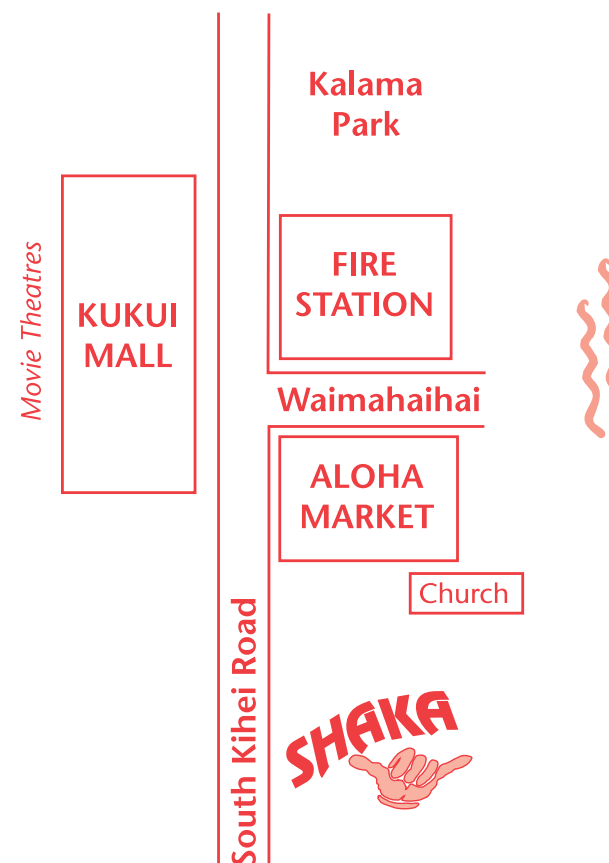 Kalama
Park
Movie Theatres
KUKUI
MALL
FIRE
STATION
Waimahaihai
ALOHA
MARKET
Church
South Kihei Road
SHAKA